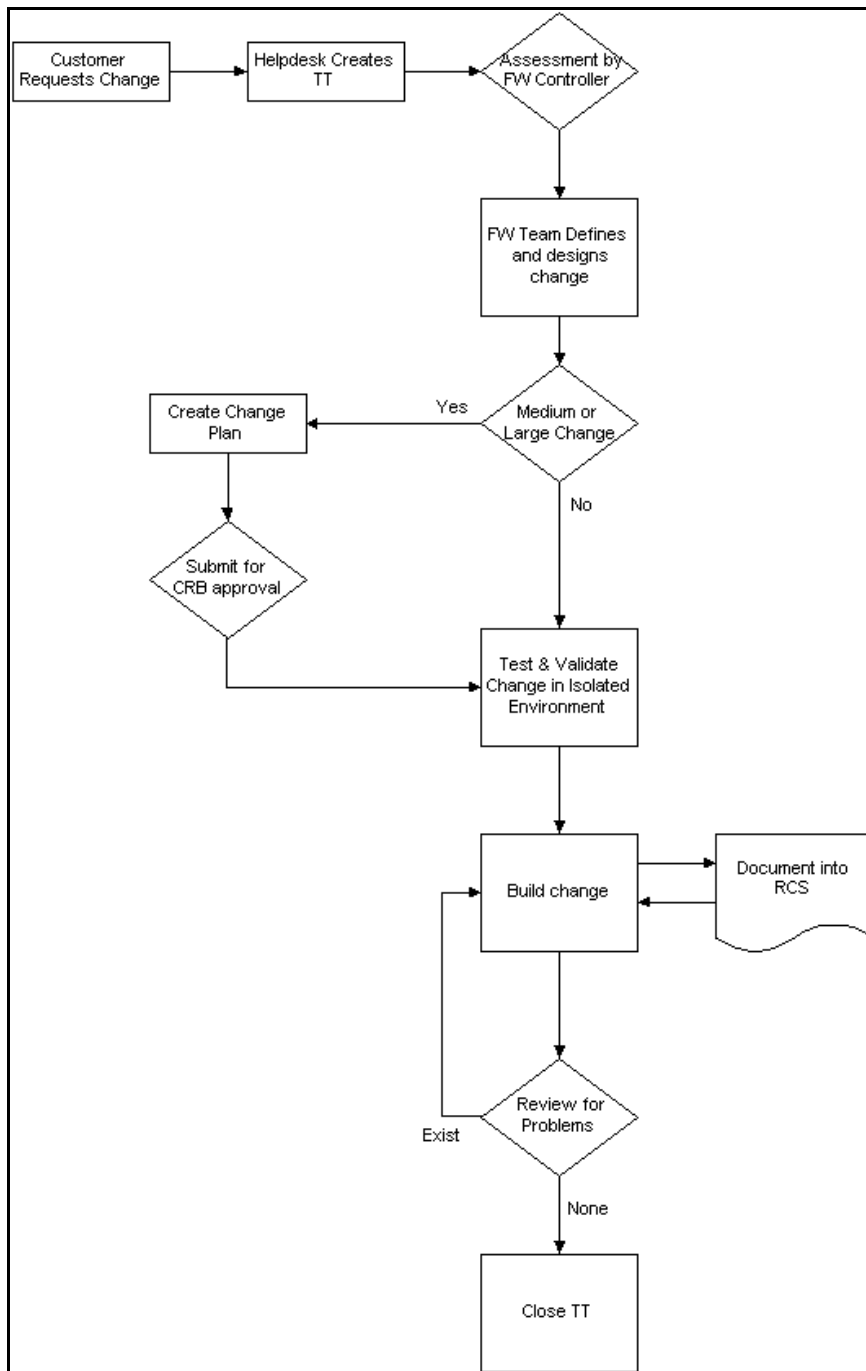 Customer
Requests Change
Helpdesk Creates
TT
Assessment by
FW Controller
FW Team Defines
and designs
change
Medium or
Large Change
Yes
No
Create Change
Plan
Submit for
CRB approval
Test & Validate
Change in Isolated
Environment
Build change
Document into
RCS
Review for
Problems
Exist
None
Close TT